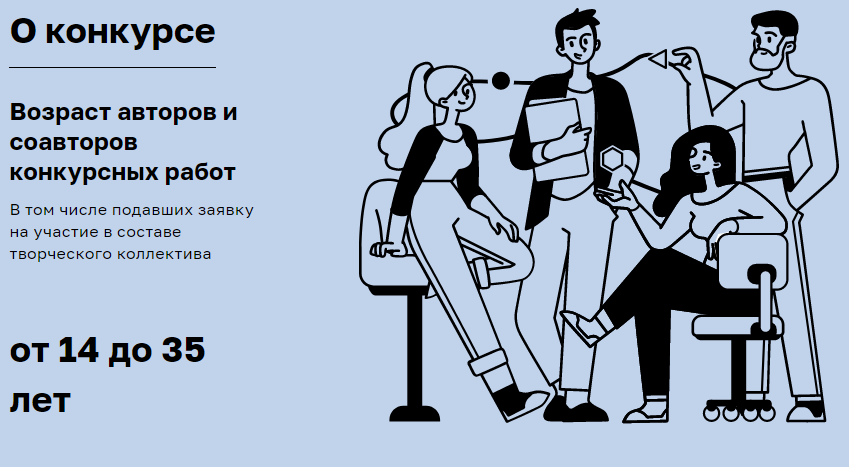 О конкурсе
Возраст авторов и
соавторов
конкурсных работ
В том числе подавших заявку
на участие в составе
творческого коллектива
от 14 до 35
лет